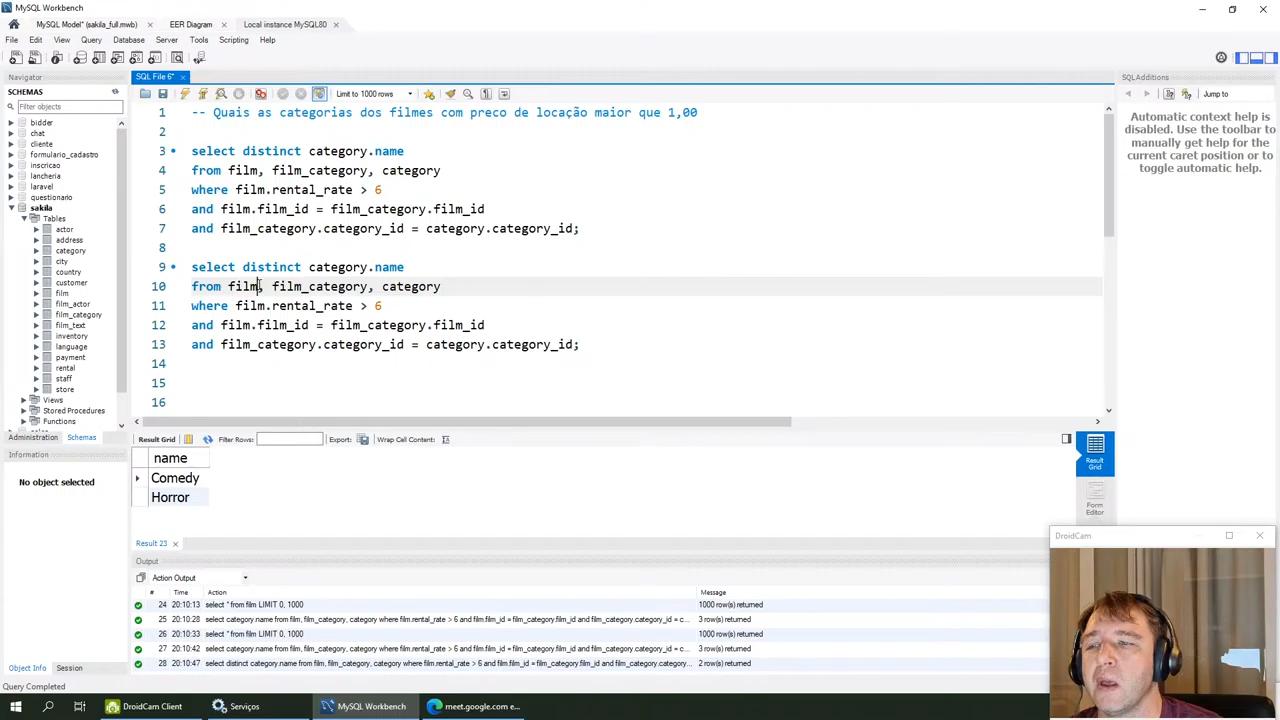 MySQL Workbench
MySQL Model* (sakila_full.mwb) × EER Diagram × Local instance MySQL80 ×
File Edit View Query Database Server Tools Scripting Help
Navigator
SCHEMAS
Filter objects
bidder
chat
cliente
formulario_cadastro
inscricao
lancheria
laravel
questionario
sakila
Tables
actor
address
category
city
country
customer
film
film_actor
film_category
film_text
inventory
language
payment
rental
staff
store
Views
Stored Procedures
Functions
Administration Schemas
Information
No object selected
Object Info Session
Query Completed
SQL File 6* ×
Limit to 1000 rows
1 -- Quais as categorias dos filmes com preco de locação maior que 1,00
2
3 select distinct category.name
4 from film, film_category, category
5 where film.rental_rate > 6
6 and film.film_id = film_category.film_id
7 and film_category.category_id = category.category_id;
8
9 select distinct category.name
10 from film, film_category, category
11 where film.rental_rate > 6
12 and film.film_id = film_category.film_id
13 and film_category.category_id = category.category_id;
14
15
16
Result Grid Filter Rows: Export: Wrap Cell Content:
name
Comedy
Horror
Result 23 ×
Output
Action Output
# Time Action Message
24 20:10:13 select * from film LIMIT 0, 1000 1000 row(s) returned
25 20:10:28 select category.name from film, film_category, category where film.rental_rate > 6 and film.film_id = film_category.film_id and film_category.category_id = c... 3 row(s) returned
26 20:10:33 select * from film LIMIT 0, 1000 1000 row(s) returned
27 20:10:42 select category.name from film, film_category, category where film.rental_rate > 6 and film.film_id = film_category.film_id and film_category.category_id = c... 3 row(s) returned
28 20:10:47 select distinct category.name from film, film_category, category where film.rental_rate > 6 and film.film_id = film_category.film_id and film_category... 2 row(s) returned
Result Grid
Form Editor
SQLAdditions
Jump to
Automatic context help is
disabled. Use the toolbar to
manually get help for the
current caret position or to
toggle automatic help.
DroidCam
DroidCam Client Serviços MySQL Workbench meet.google.com e...